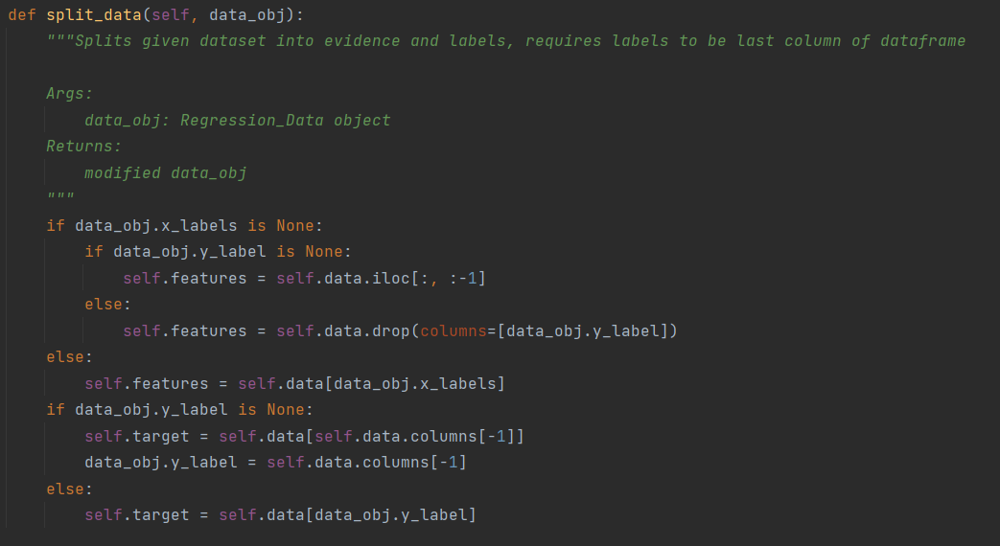 def split_data(self, data_obj):
    """Splits given dataset into evidence and labels, requires labels to be last column of dataframe
    Args:
        data_obj: Regression_Data object
    Returns:
        modified data_obj
    """
    if data_obj.x_labels is None:
        if data_obj.y_label is None:
            self.features = self.data.iloc[:, :-1]
        else:
            self.features = self.data.drop(columns=[data_obj.y_label])
    else:
        self.features = self.data[data_obj.x_labels]
    if data_obj.y_label is None:
        self.target = self.data[self.data.columns[-1]]
        data_obj.y_label = self.data.columns[-1]
    else:
        self.target = self.data[data_obj.y_label]